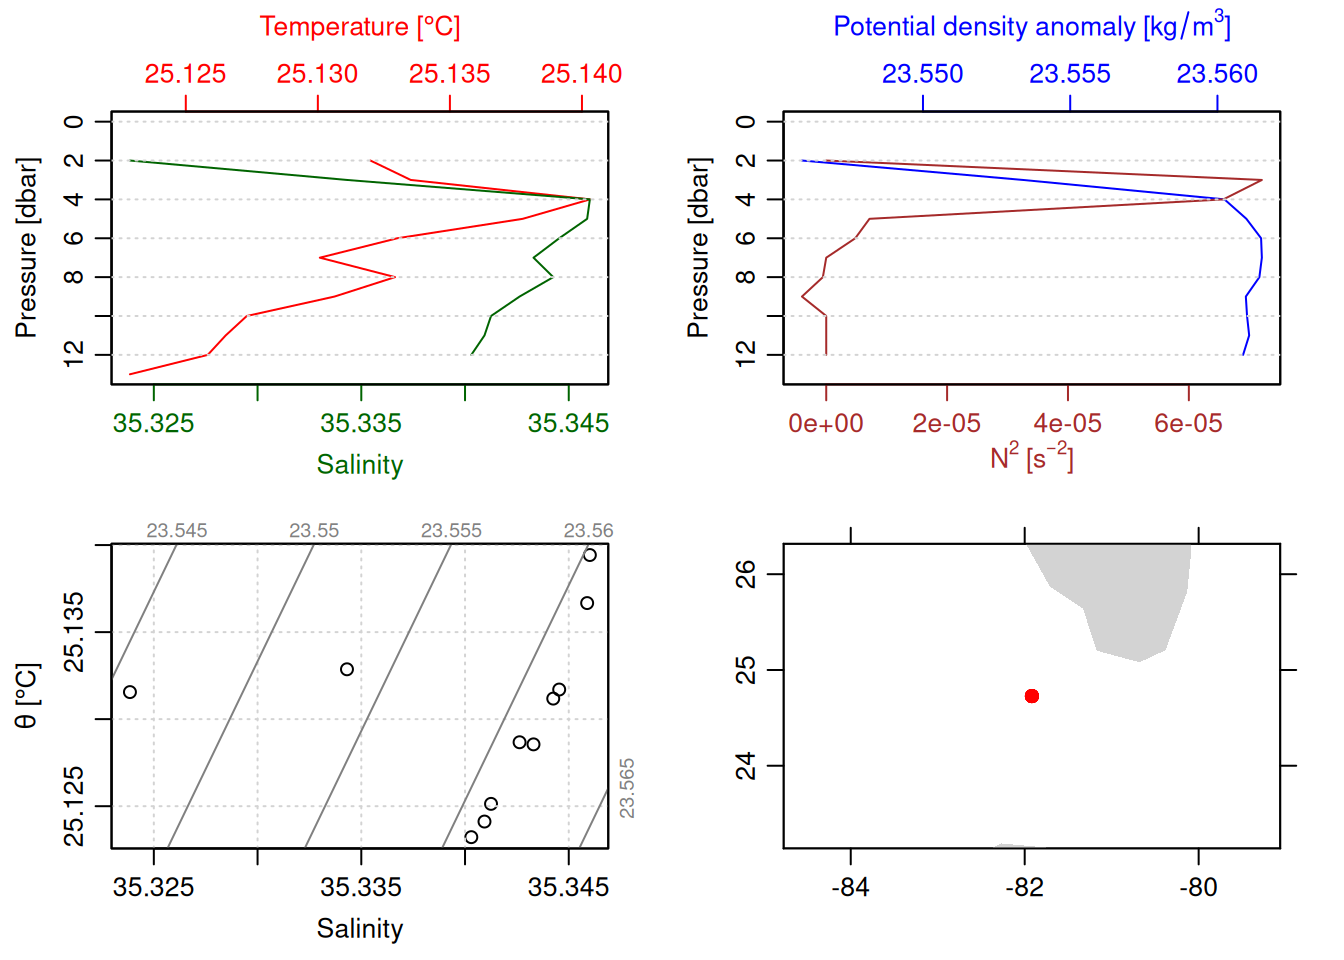 Temperature [°C]
25.125 25.130 25.135 25.140
Pressure [dbar]
0
2
4
6
8
12
35.325 35.335 35.345
Salinity
Potential density anomaly [kg/m³]
23.550 23.555 23.560
Pressure [dbar]
0
2
4
6
8
12
0e+00 2e-05 4e-05 6e-05
N² [s⁻²]
23.545 23.55 23.555 23.56
23.565
θ [°C]
25.135
25.125
35.325 35.335 35.345
Salinity
26
25
24
-84 -82 -80